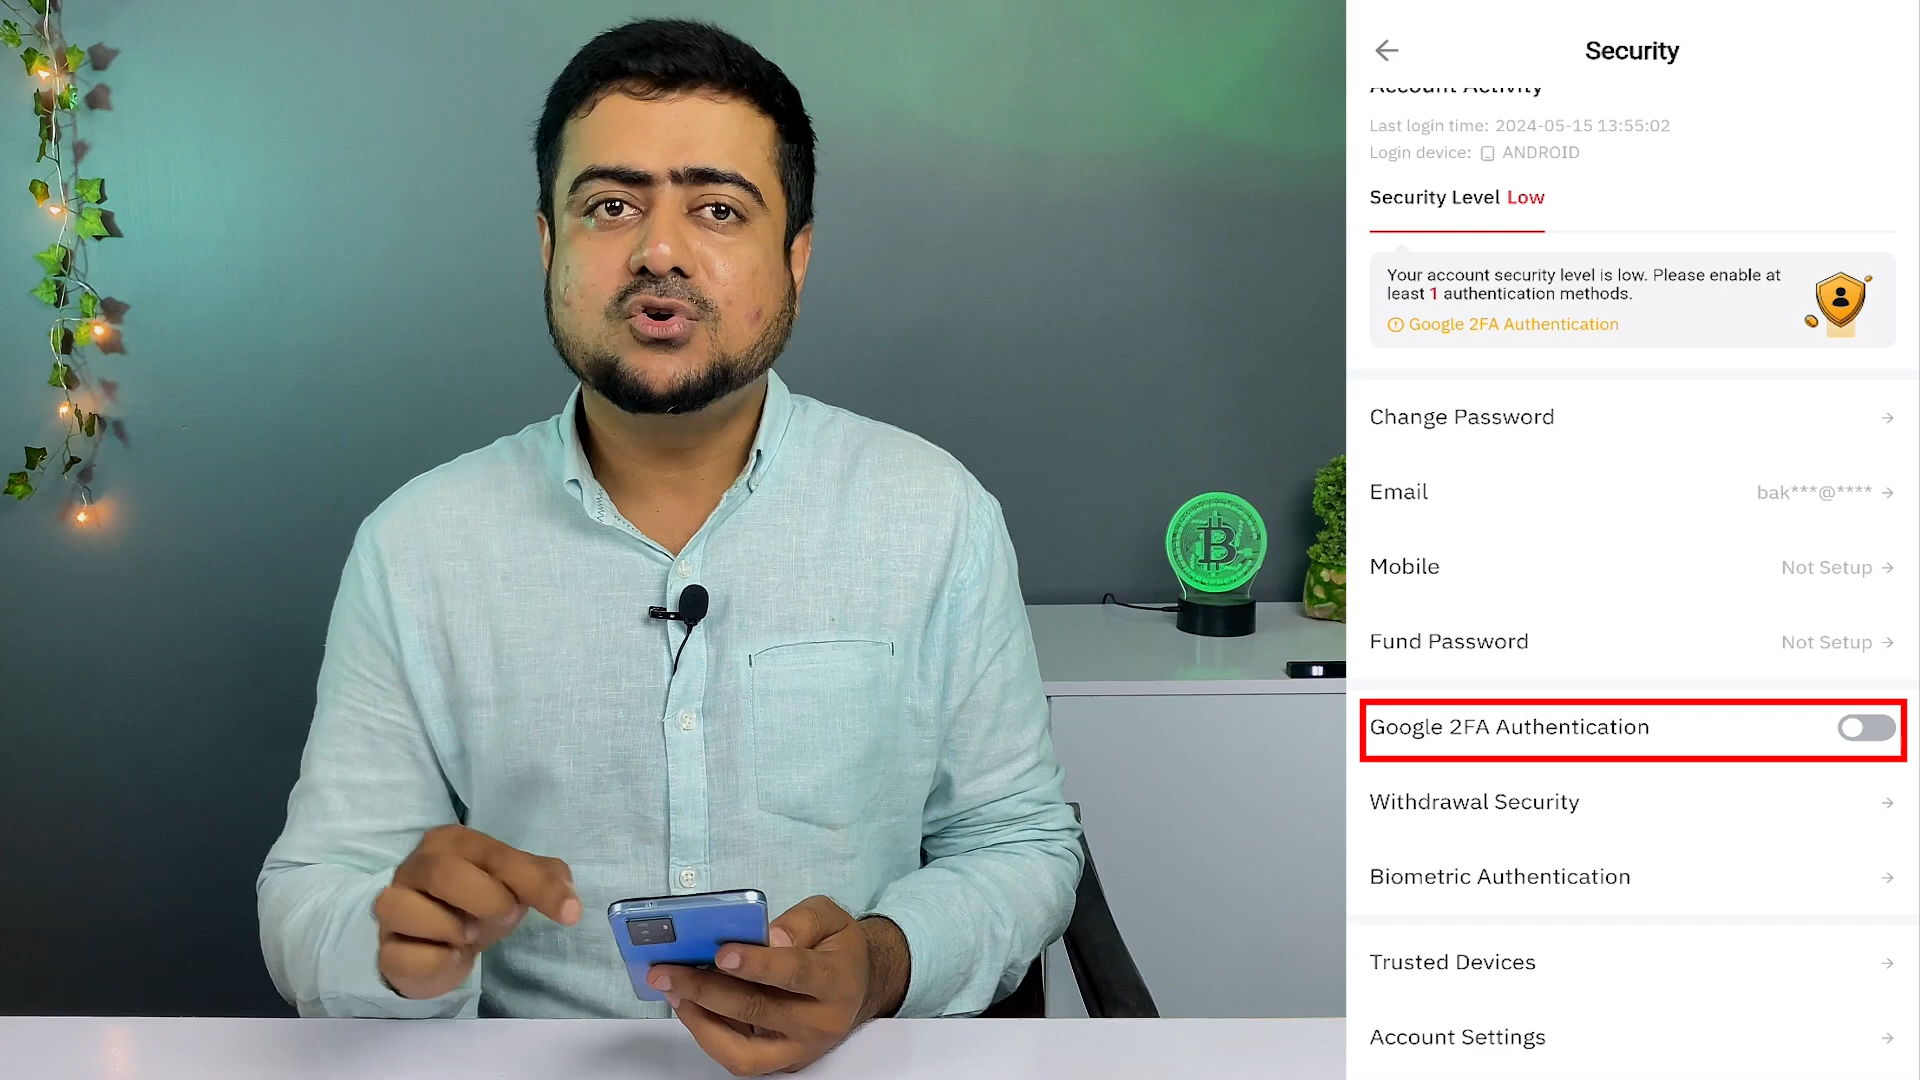 Security
Account Activity
Last login time: 2024-05-15 13:55:02
Login device: ANDROID
Security Level Low
Your account security level is low. Please enable at
least 1 authentication methods.
Google 2FA Authentication
Change Password
Email bak***@****
Mobile Not Setup
Fund Password Not Setup
Google 2FA Authentication
Withdrawal Security
Biometric Authentication
Trusted Devices
Account Settings